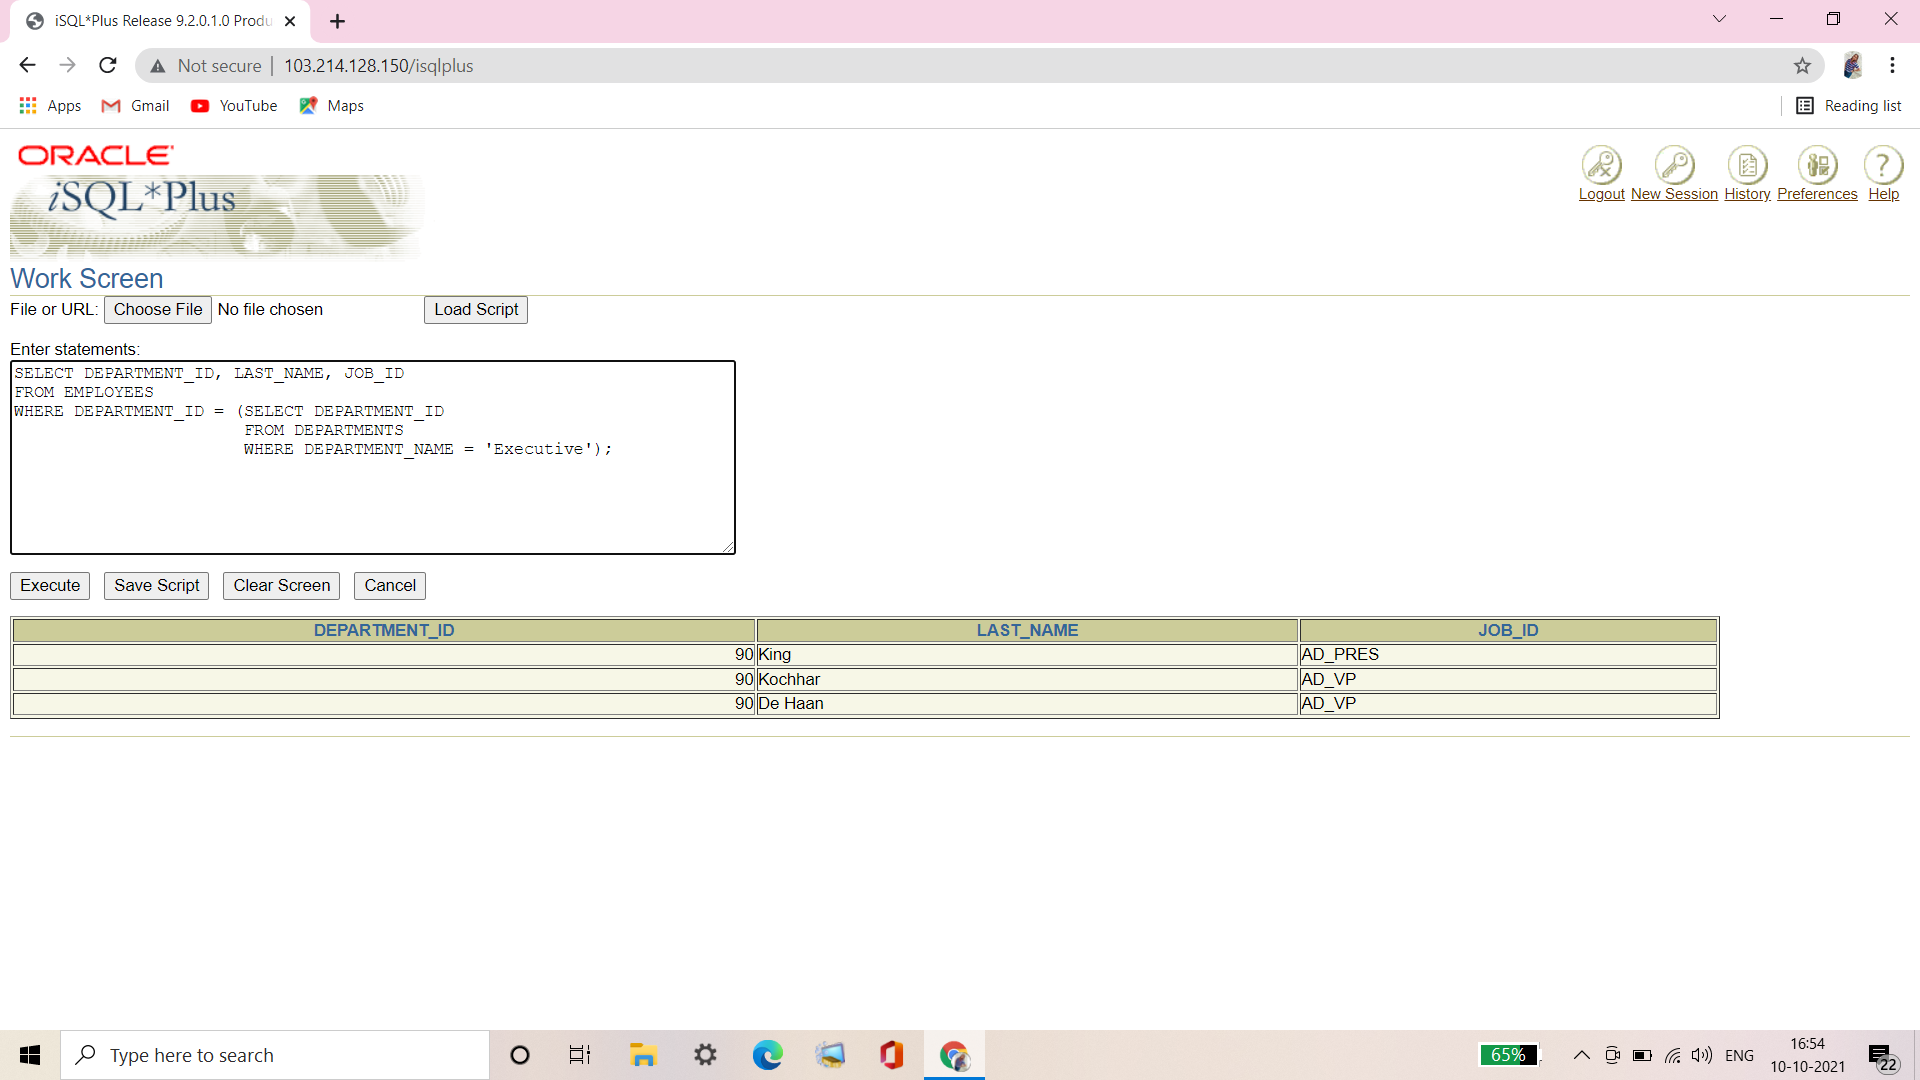 iSQL*Plus Release 9.2.0.1.0 Produ
Not secure | 103.214.128.150/isqlplus
Apps Gmail YouTube Maps Reading list
ORACLE
iSQL*Plus
Logout New Session History Preferences Help
Work Screen
File or URL: Choose File No file chosen Load Script
Enter statements:
SELECT DEPARTMENT_ID, LAST_NAME, JOB_ID
FROM EMPLOYEES
WHERE DEPARTMENT_ID = (SELECT DEPARTMENT_ID
FROM DEPARTMENTS
WHERE DEPARTMENT_NAME = 'Executive');
Execute Save Script Clear Screen Cancel
DEPARTMENT_ID LAST_NAME JOB_ID
90 King AD_PRES
90 Kochhar AD_VP
90 De Haan AD_VP
Type here to search
65%
ENG
16:54
10-10-2021
22